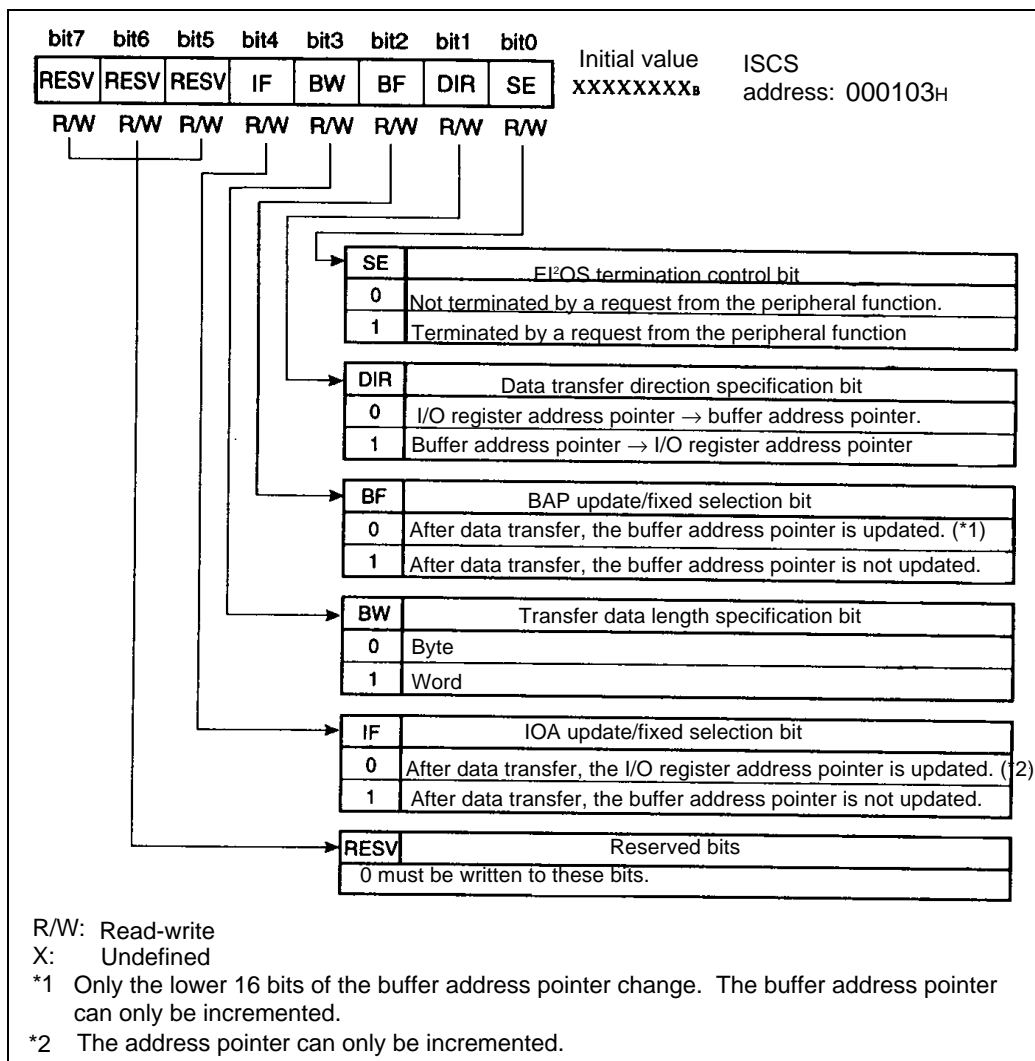 bit7 bit6 bit5 bit4 bit3 bit2 bit1 bit0
RESV RESV RESV IF BW BF DIR SE
R/W R/W R/W R/W R/W R/W R/W R/W
Initial value
XXXXXXXXB
ISCS
address: 000103H
SE EI²OS termination control bit
0 Not terminated by a request from the peripheral function.
1 Terminated by a request from the peripheral function
DIR Data transfer direction specification bit
0 I/O register address pointer → buffer address pointer.
1 Buffer address pointer → I/O register address pointer
BF BAP update/fixed selection bit
0 After data transfer, the buffer address pointer is updated. (*1)
1 After data transfer, the buffer address pointer is not updated.
BW Transfer data length specification bit
0 Byte
1 Word
IF IOA update/fixed selection bit
0 After data transfer, the I/O register address pointer is updated. (*2)
1 After data transfer, the buffer address pointer is not updated.
RESV Reserved bits
0 must be written to these bits.
R/W: Read-write
X: Undefined
*1 Only the lower 16 bits of the buffer address pointer change. The buffer address pointer
can only be incremented.
*2 The address pointer can only be incremented.